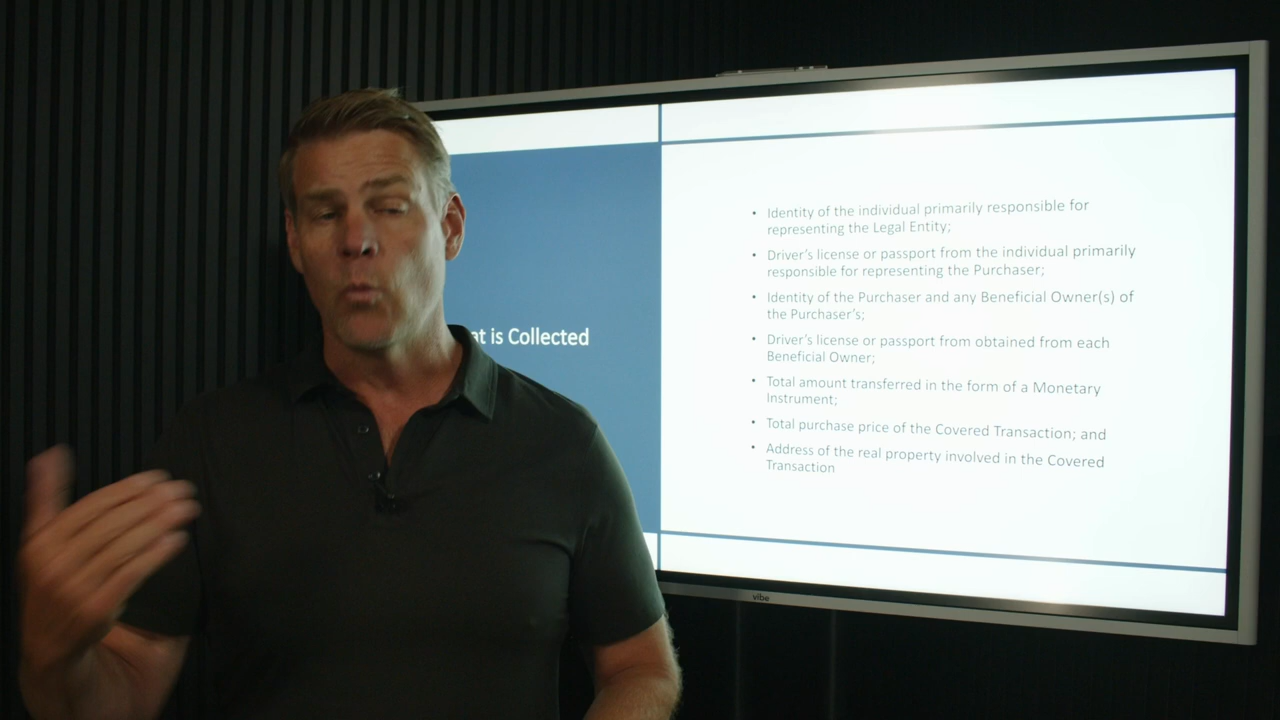 at is Collected
• Identity of the individual primarily responsible for
representing the Legal Entity;
• Driver's license or passport from the individual primarily
responsible for representing the Purchaser;
• Identity of the Purchaser and any Beneficial Owner(s) of
the Purchaser's;
• Driver's license or passport from obtained from each
Beneficial Owner;
• Total amount transferred in the form of a Monetary
Instrument;
• Total purchase price of the Covered Transaction; and
• Address of the real property involved in the Covered
Transaction
vibe